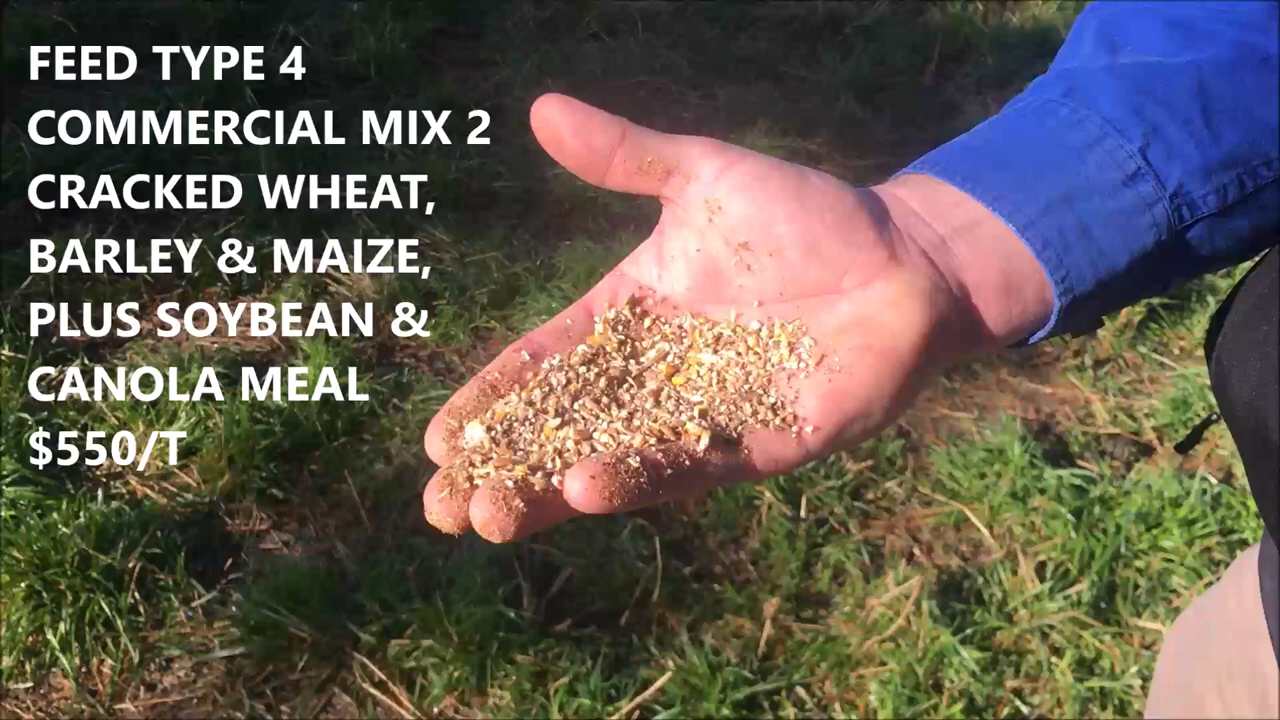 FEED TYPE 4
COMMERCIAL MIX 2
CRACKED WHEAT,
BARLEY & MAIZE,
PLUS SOYBEAN &
CANOLA MEAL
$550/T